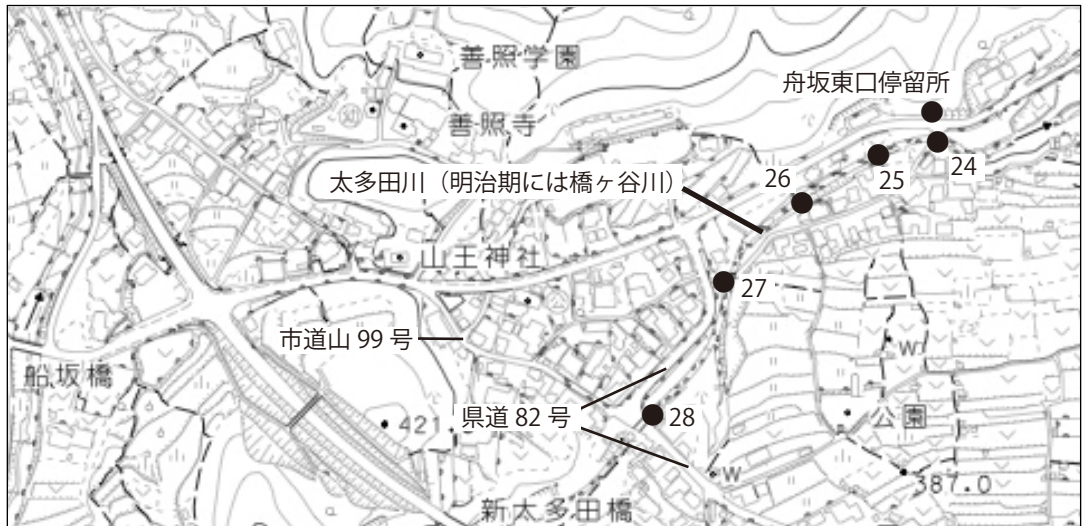 善照学園
舟坂東口停留所
善照寺
24
25
太多田川（明治期には橋ヶ谷川）
26
山王神社
27
市道山 99 号
W
船坂橋
県道 82 号
28
公園
421
W
387.0
新太多田橋